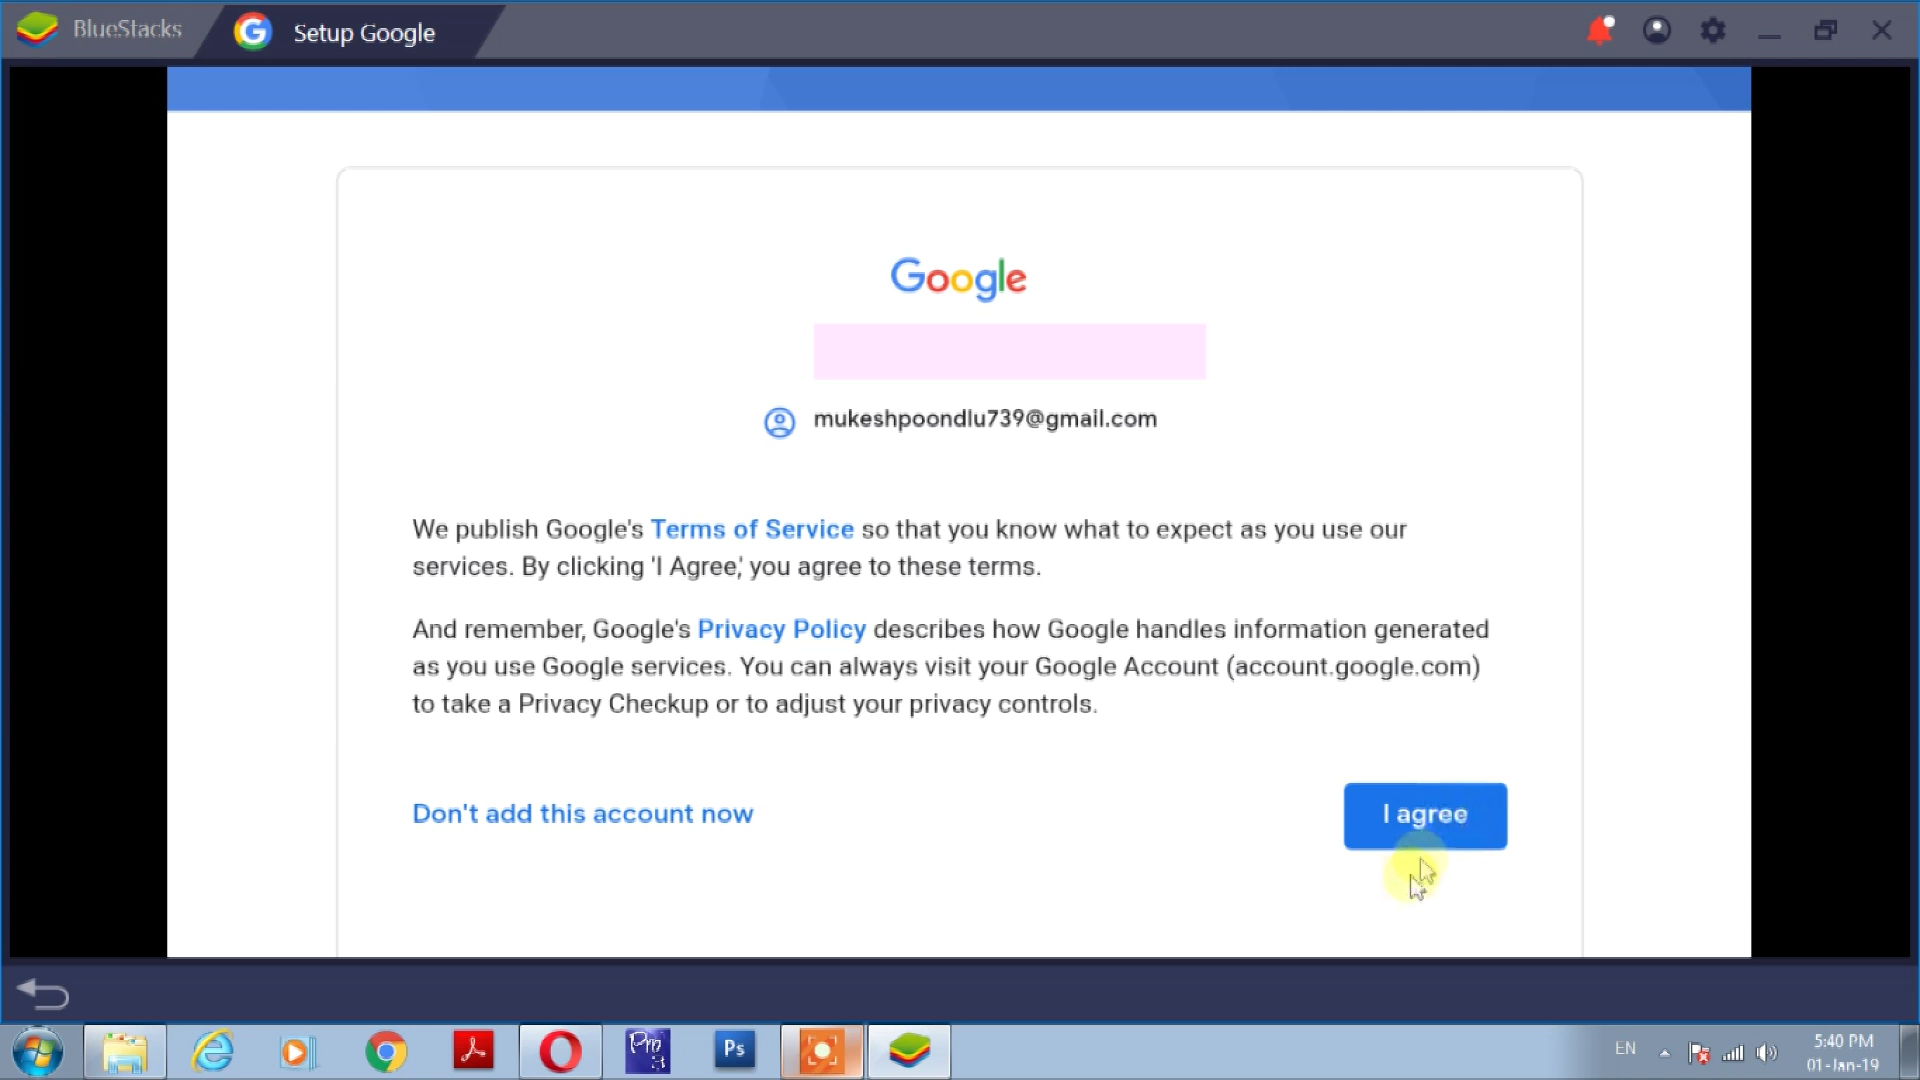 BlueStacks
Setup Google
Google
mukeshpoondlu739@gmail.com
We publish Google's Terms of Service so that you know what to expect as you use our
services. By clicking 'I Agree,' you agree to these terms.
And remember, Google's Privacy Policy describes how Google handles information generated
as you use Google services. You can always visit your Google Account (account.google.com)
to take a Privacy Checkup or to adjust your privacy controls.
Don't add this account now
I agree
Ps
EN
5:40 PM
01-Jan-19